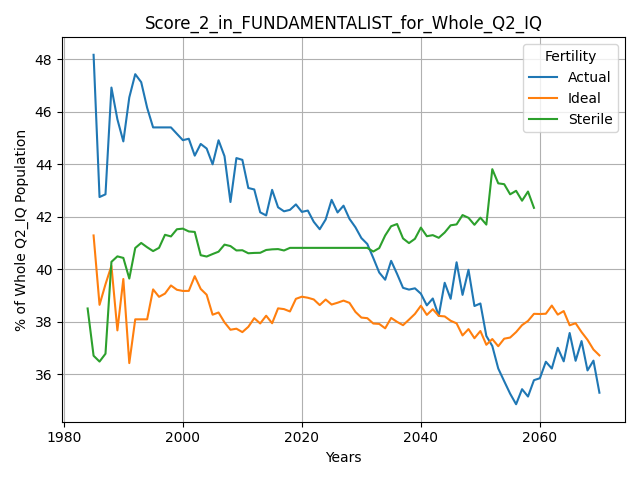 Score_2_in_FUNDAMENTALIST_for_Whole_Q2_IQ
Fertility
Actual
Ideal
Sterile
% of Whole Q2_IQ Population
48
46
44
42
40
38
36
1980
2000
2020
2040
2060
Years